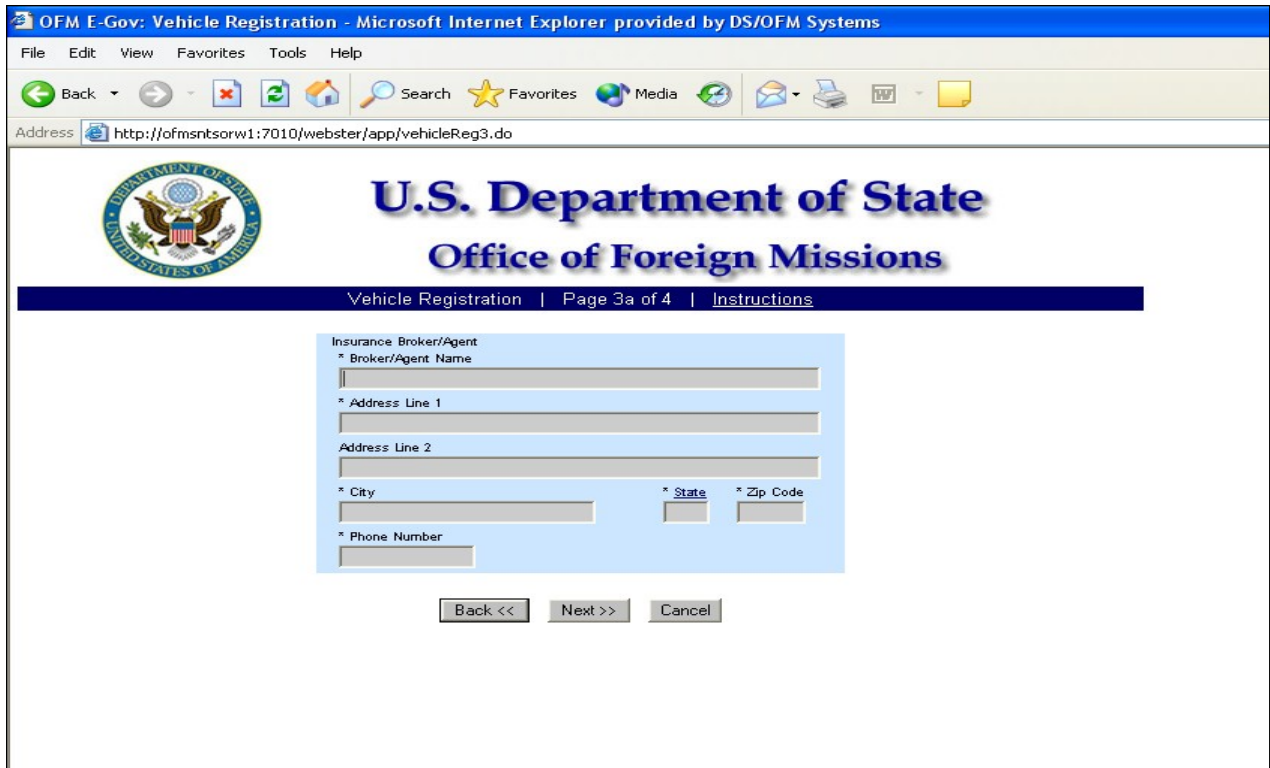 OFM E-Gov: Vehicle Registration - Microsoft Internet Explorer provided by DS/OFM Systems
File Edit View Favorites Tools Help
Back Search Favorites Media
Address http://ofmsntsorw1:7010/webster/app/vehicleReg3.do
DEPARTMENT OF STATE
UNITED STATES OF AMERICA
U.S. Department of State
Office of Foreign Missions
Vehicle Registration | Page 3a of 4 | Instructions
Insurance Broker/Agent
* Broker/Agent Name
* Address Line 1
Address Line 2
* City * State * Zip Code
* Phone Number
Back << Next >> Cancel